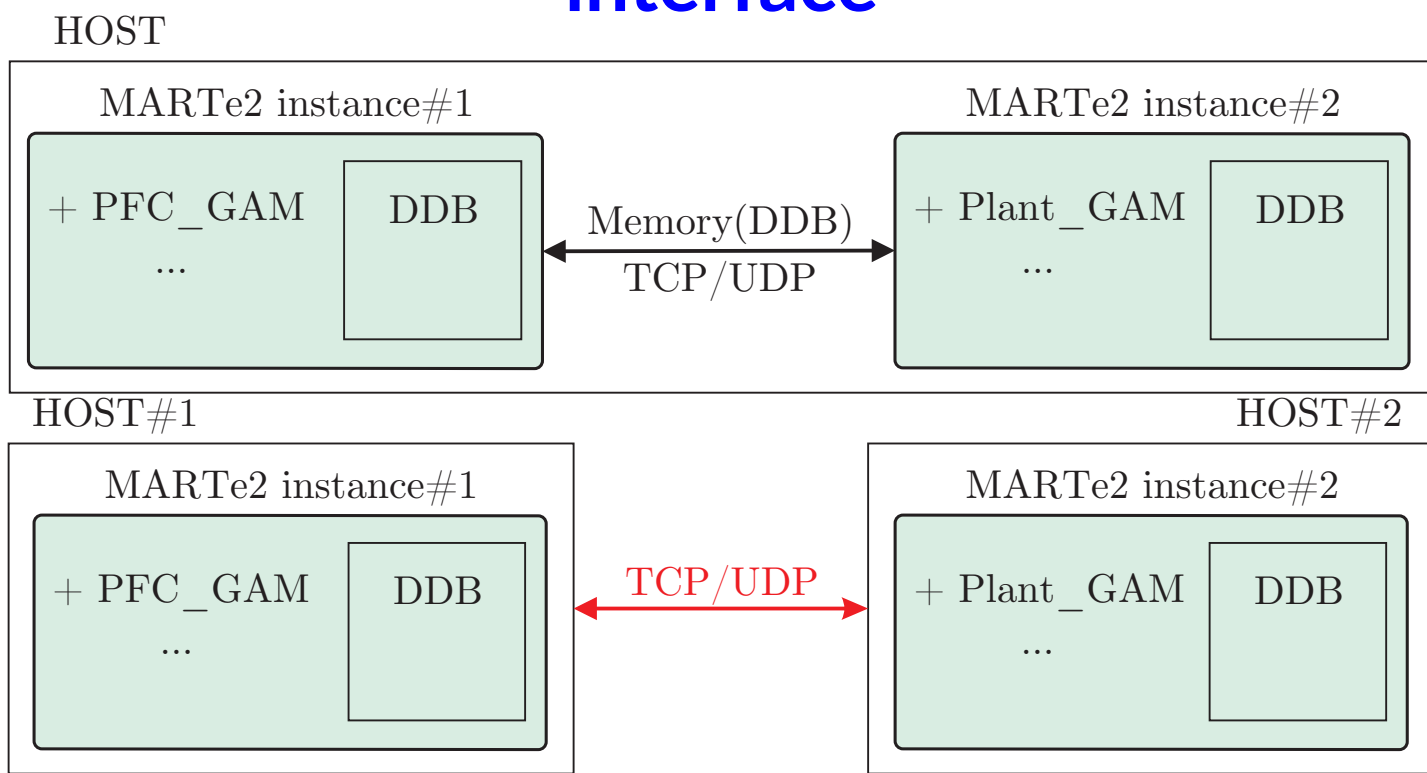 Interface
HOST
MARTe2 instance#1
MARTe2 instance#2
+ PFC_GAM
...
DDB
Memory(DDB)
TCP/UDP
+ Plant_GAM
...
DDB
HOST#1
HOST#2
MARTe2 instance#1
MARTe2 instance#2
+ PFC_GAM
...
DDB
TCP/UDP
+ Plant_GAM
...
DDB